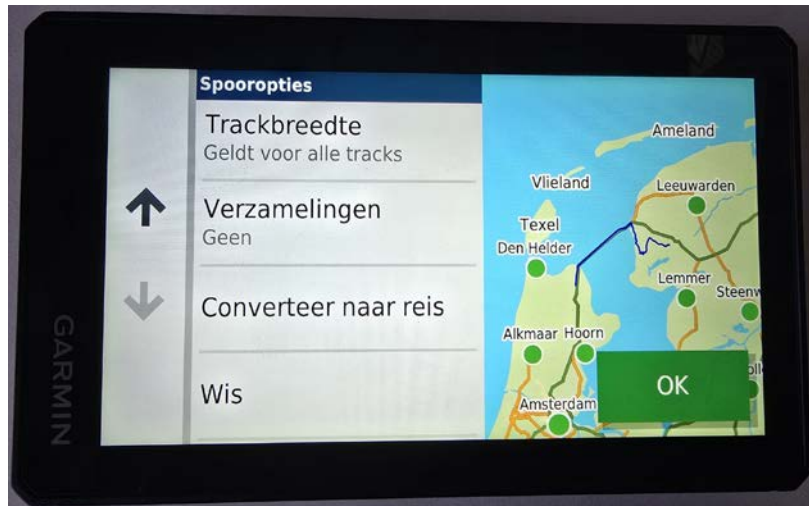 GARMIN
Spooropties
Trackbreedte
Geldt voor alle tracks
Verzamelingen
Geen
Converteer naar reis
Wis
Ameland
Vlieland
Leeuwarden
Texel
Den Helder
Lemmer
Alkmaar Hoorn
OK
Amsterdam